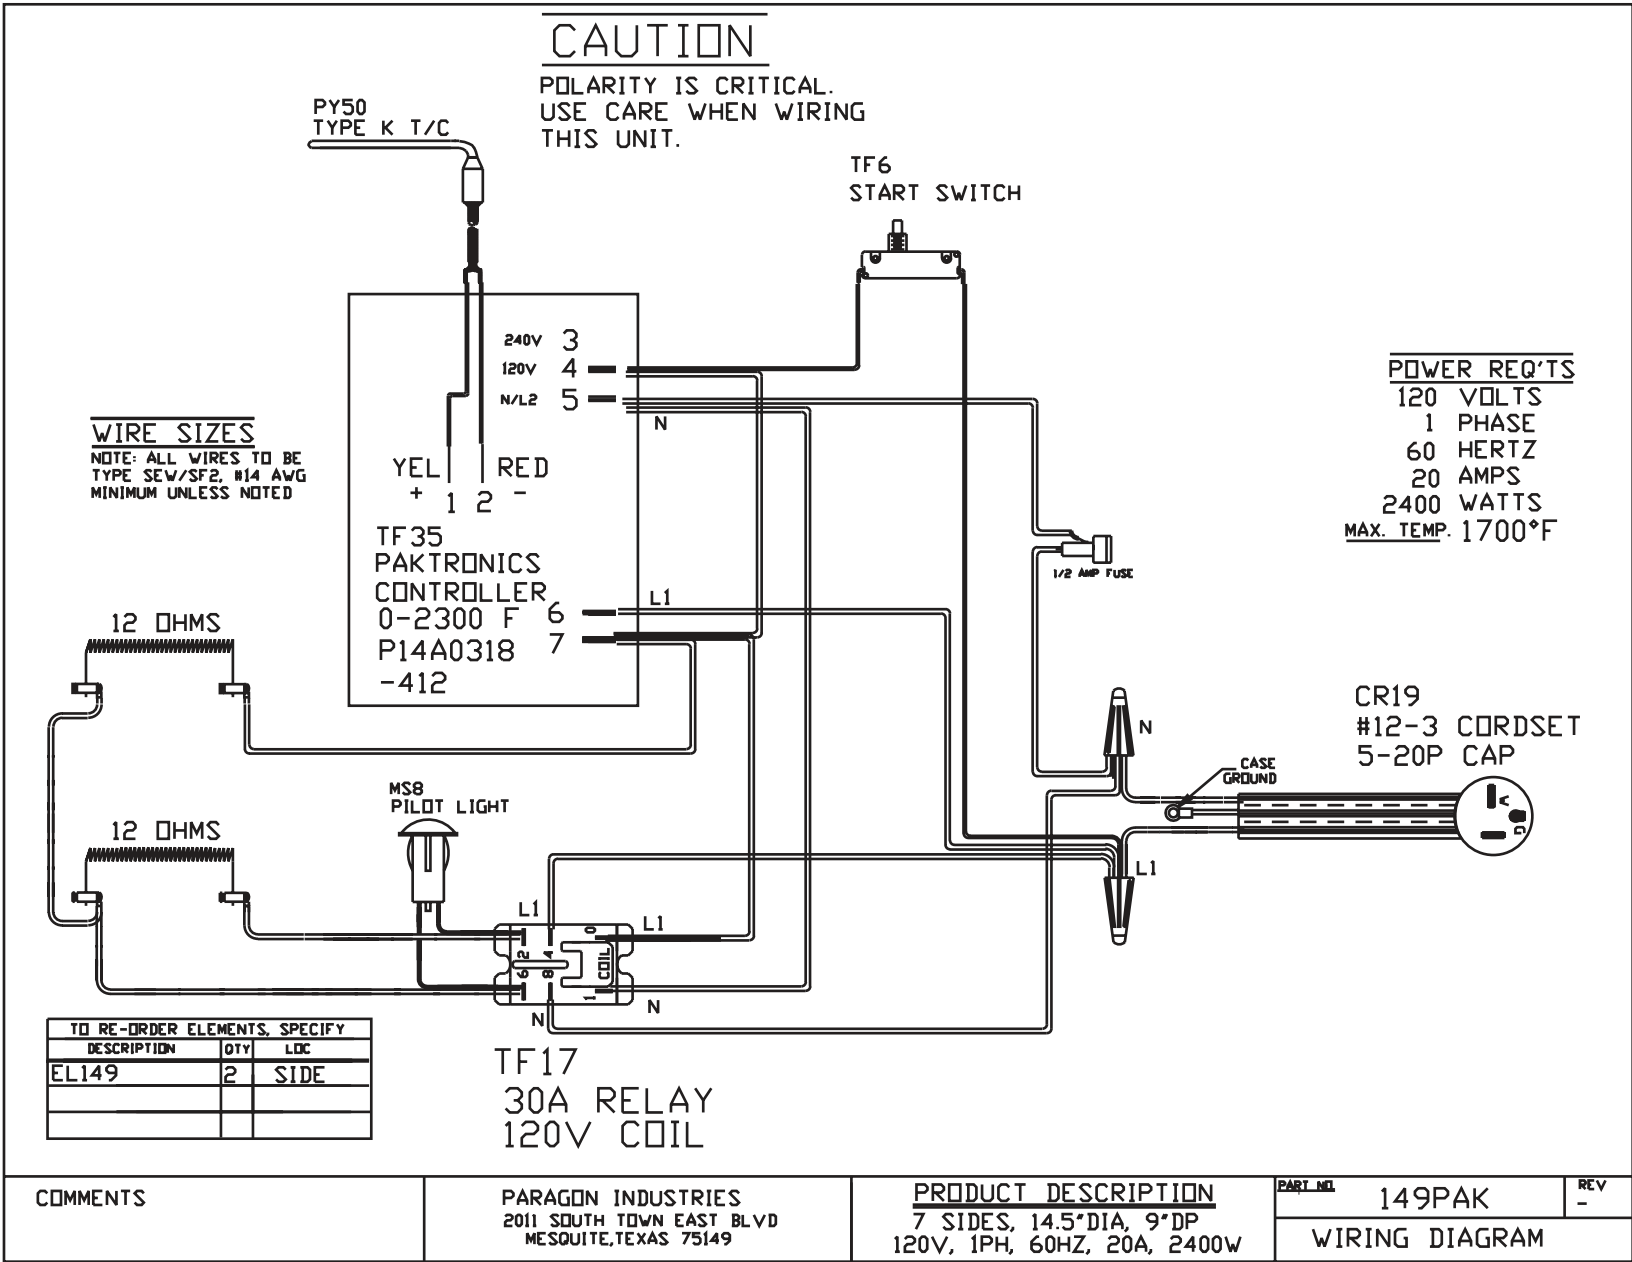 CAUTION
POLARITY IS CRITICAL.
USE CARE WHEN WIRING
THIS UNIT.
PY50
TYPE K T/C
TF6
START SWITCH
240V 3
120V 4
N/L2 5
N
POWER REQ'TS
120 VOLTS
1 PHASE
60 HERTZ
20 AMPS
2400 WATTS
MAX. TEMP. 1700°F
WIRE SIZES
NOTE: ALL WIRES TO BE
TYPE SEW/SF2, #14 AWG
MINIMUM UNLESS NOTED
YEL RED
+ 1 2 -
TF35
PAKTRONICS
CONTROLLER
0-2300 F 6
P14A0318 7
-412
L1
1/2 AMP FUSE
12 OHMS
CR19
#12-3 CORDSET
5-20P CAP
N
CASE
GROUND
V
G
MS8
PILOT LIGHT
12 OHMS
L1
L1
L1
2 4 0
6 8 1
COIL
N
N
TF17
30A RELAY
120V COIL
TO RE-ORDER ELEMENTS, SPECIFY
DESCRIPTION QTY LOC
EL149 2 SIDE
COMMENTS
PARAGON INDUSTRIES
2011 SOUTH TOWN EAST BLVD
MESQUITE,TEXAS 75149
PRODUCT DESCRIPTION
7 SIDES, 14.5"DIA, 9"DP
120V, 1PH, 60HZ, 20A, 2400W
PART NO. 149PAK
REV
-
WIRING DIAGRAM